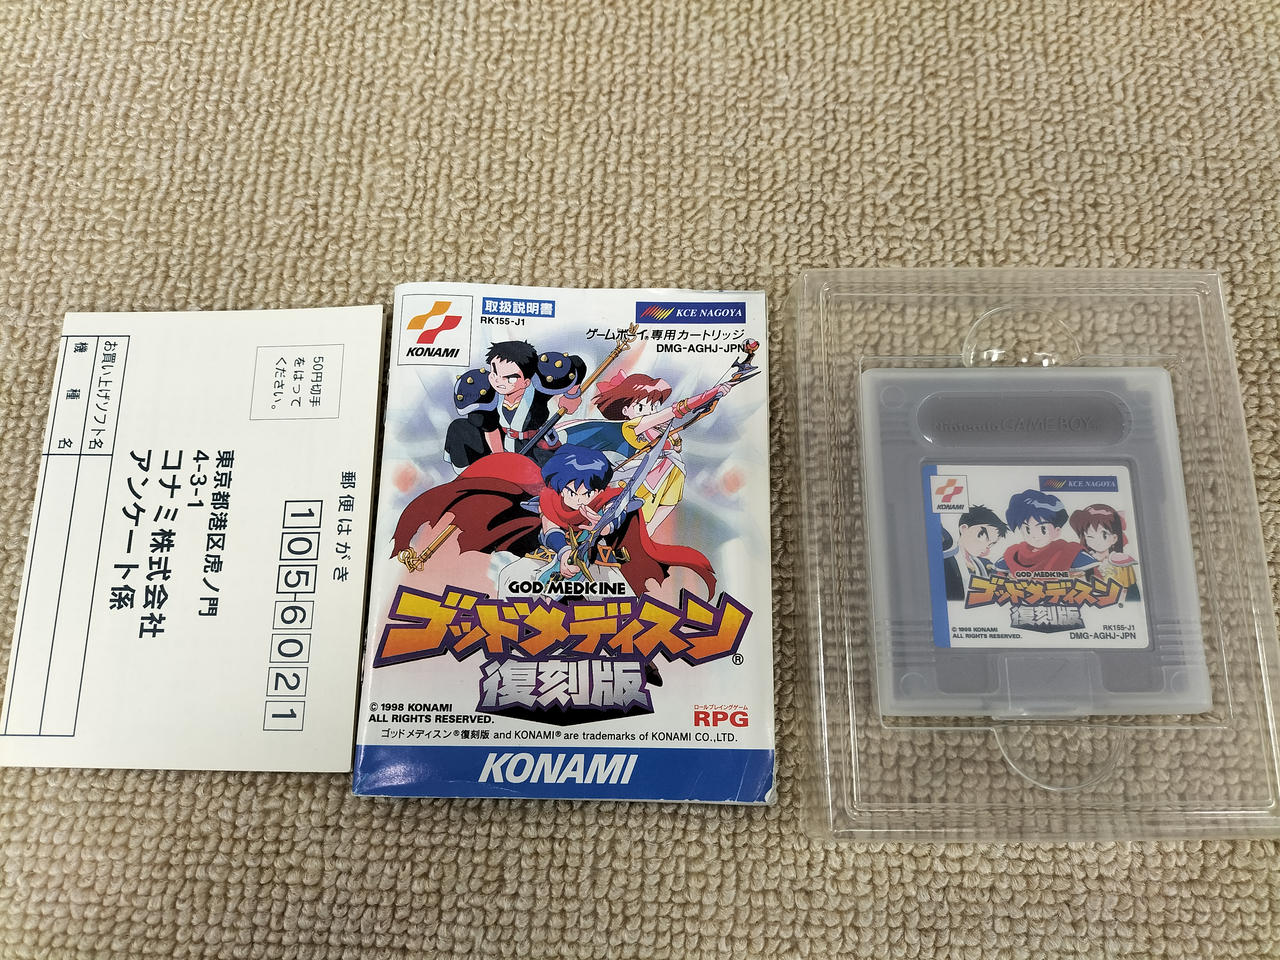 50円切手
をはって
ください。
郵便はがき
105-6021
東京都港区虎ノ門
4-3-1
コナミ株式会社
アンケート係
お買い上げソフト名
機種名
KONAMI
取扱説明書
RK155-J1
KCE NAGOYA
ゲームボーイ®専用カートリッジ
DMG-AGHJ-JPN
GOD MEDICINE
ゴッドメディスン®
復刻版
© 1998 KONAMI
ALL RIGHTS RESERVED.
ロールプレイングゲーム
RPG
ゴッドメディスン®復刻版 and KONAMI® are trademarks of KONAMI CO.,LTD.
KONAMI
Nintendo GAME BOY
KONAMI
KCE NAGOYA
GOD MEDICINE
ゴッドメディスン®
復刻版
© 1998 KONAMI
ALL RIGHTS RESERVED.
RK155-J1
DMG-AGHJ-JPN